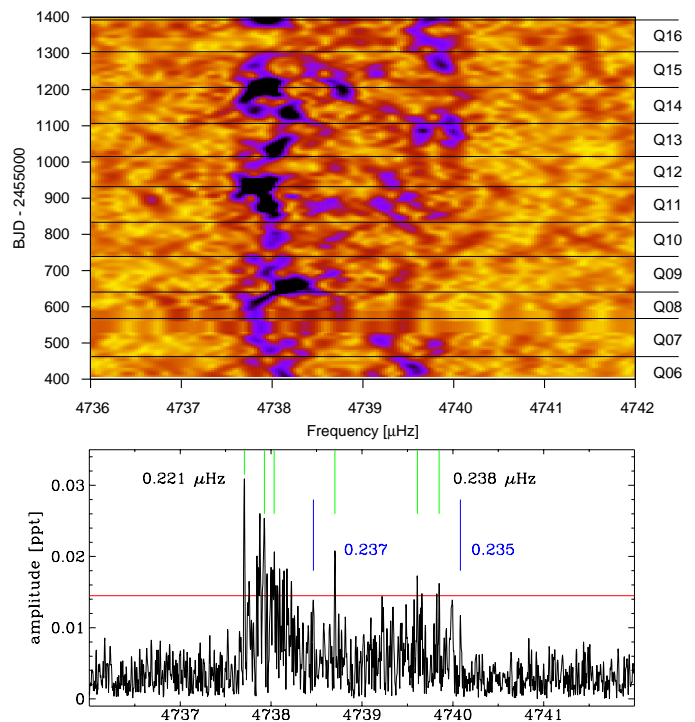 1400
1300
1200
1100
1000
900
800
700
600
500
400
BJD - 2455000
Q16
Q15
Q14
Q13
Q12
Q11
Q10
Q09
Q08
Q07
Q06
4736 4737 4738 4739 4740 4741 4742
Frequency [μHz]
0.03
0.02
0.01
0
amplitude [ppt]
0.221 μHz
0.238 μHz
0.237
0.235
4737 4738 4739 4740 4741